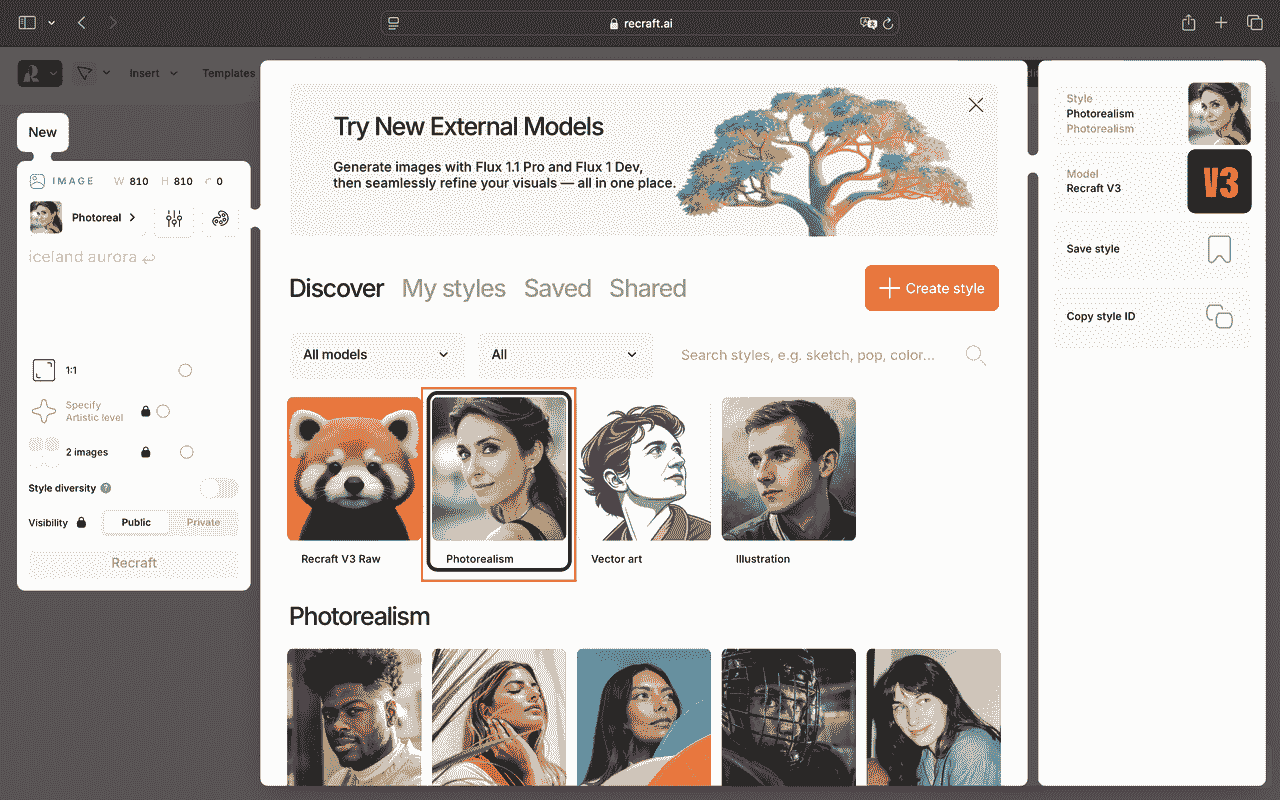 recraft.ai
Insert
Templates
New
IMAGE
W 810
H 810
0
Photoreal
iceland aurora
1:1
Specify
Artistic level
2 images
Style diversity
Visibility
Public
Private
Recraft
Try New External Models
Generate images with Flux 1.1 Pro and Flux 1 Dev,
then seamlessly refine your visuals — all in one place.
Discover
My styles
Saved
Shared
Create style
All models
All
Search styles, e.g. sketch, pop, color...
Recraft V3 Raw
Photorealism
Vector art
Illustration
Photorealism
Style
Photorealism
Photorealism
Model
Recraft V3
V3
Save style
Copy style ID